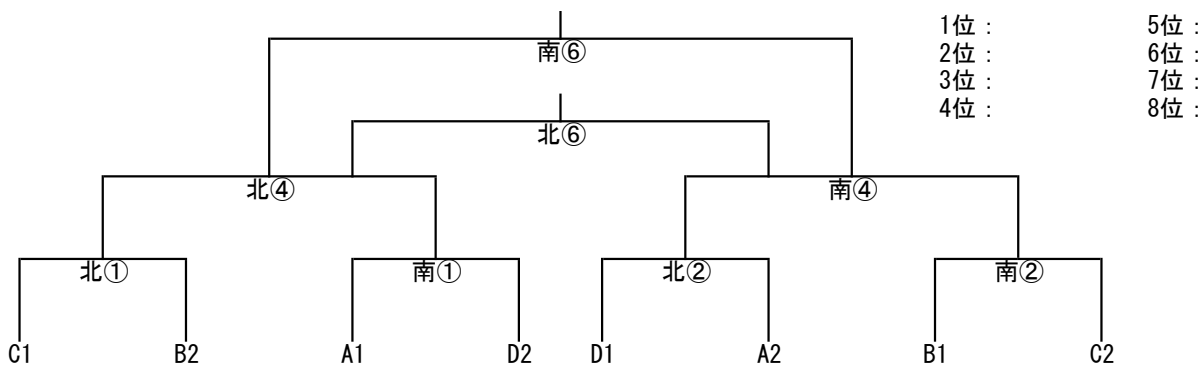 1位： 5位：
南⑥ 2位： 6位：
3位： 7位：
4位： 8位：
北⑥
北④ 南④
北① 南① 北② 南②
C1 B2 A1 D2 D1 A2 B1 C2